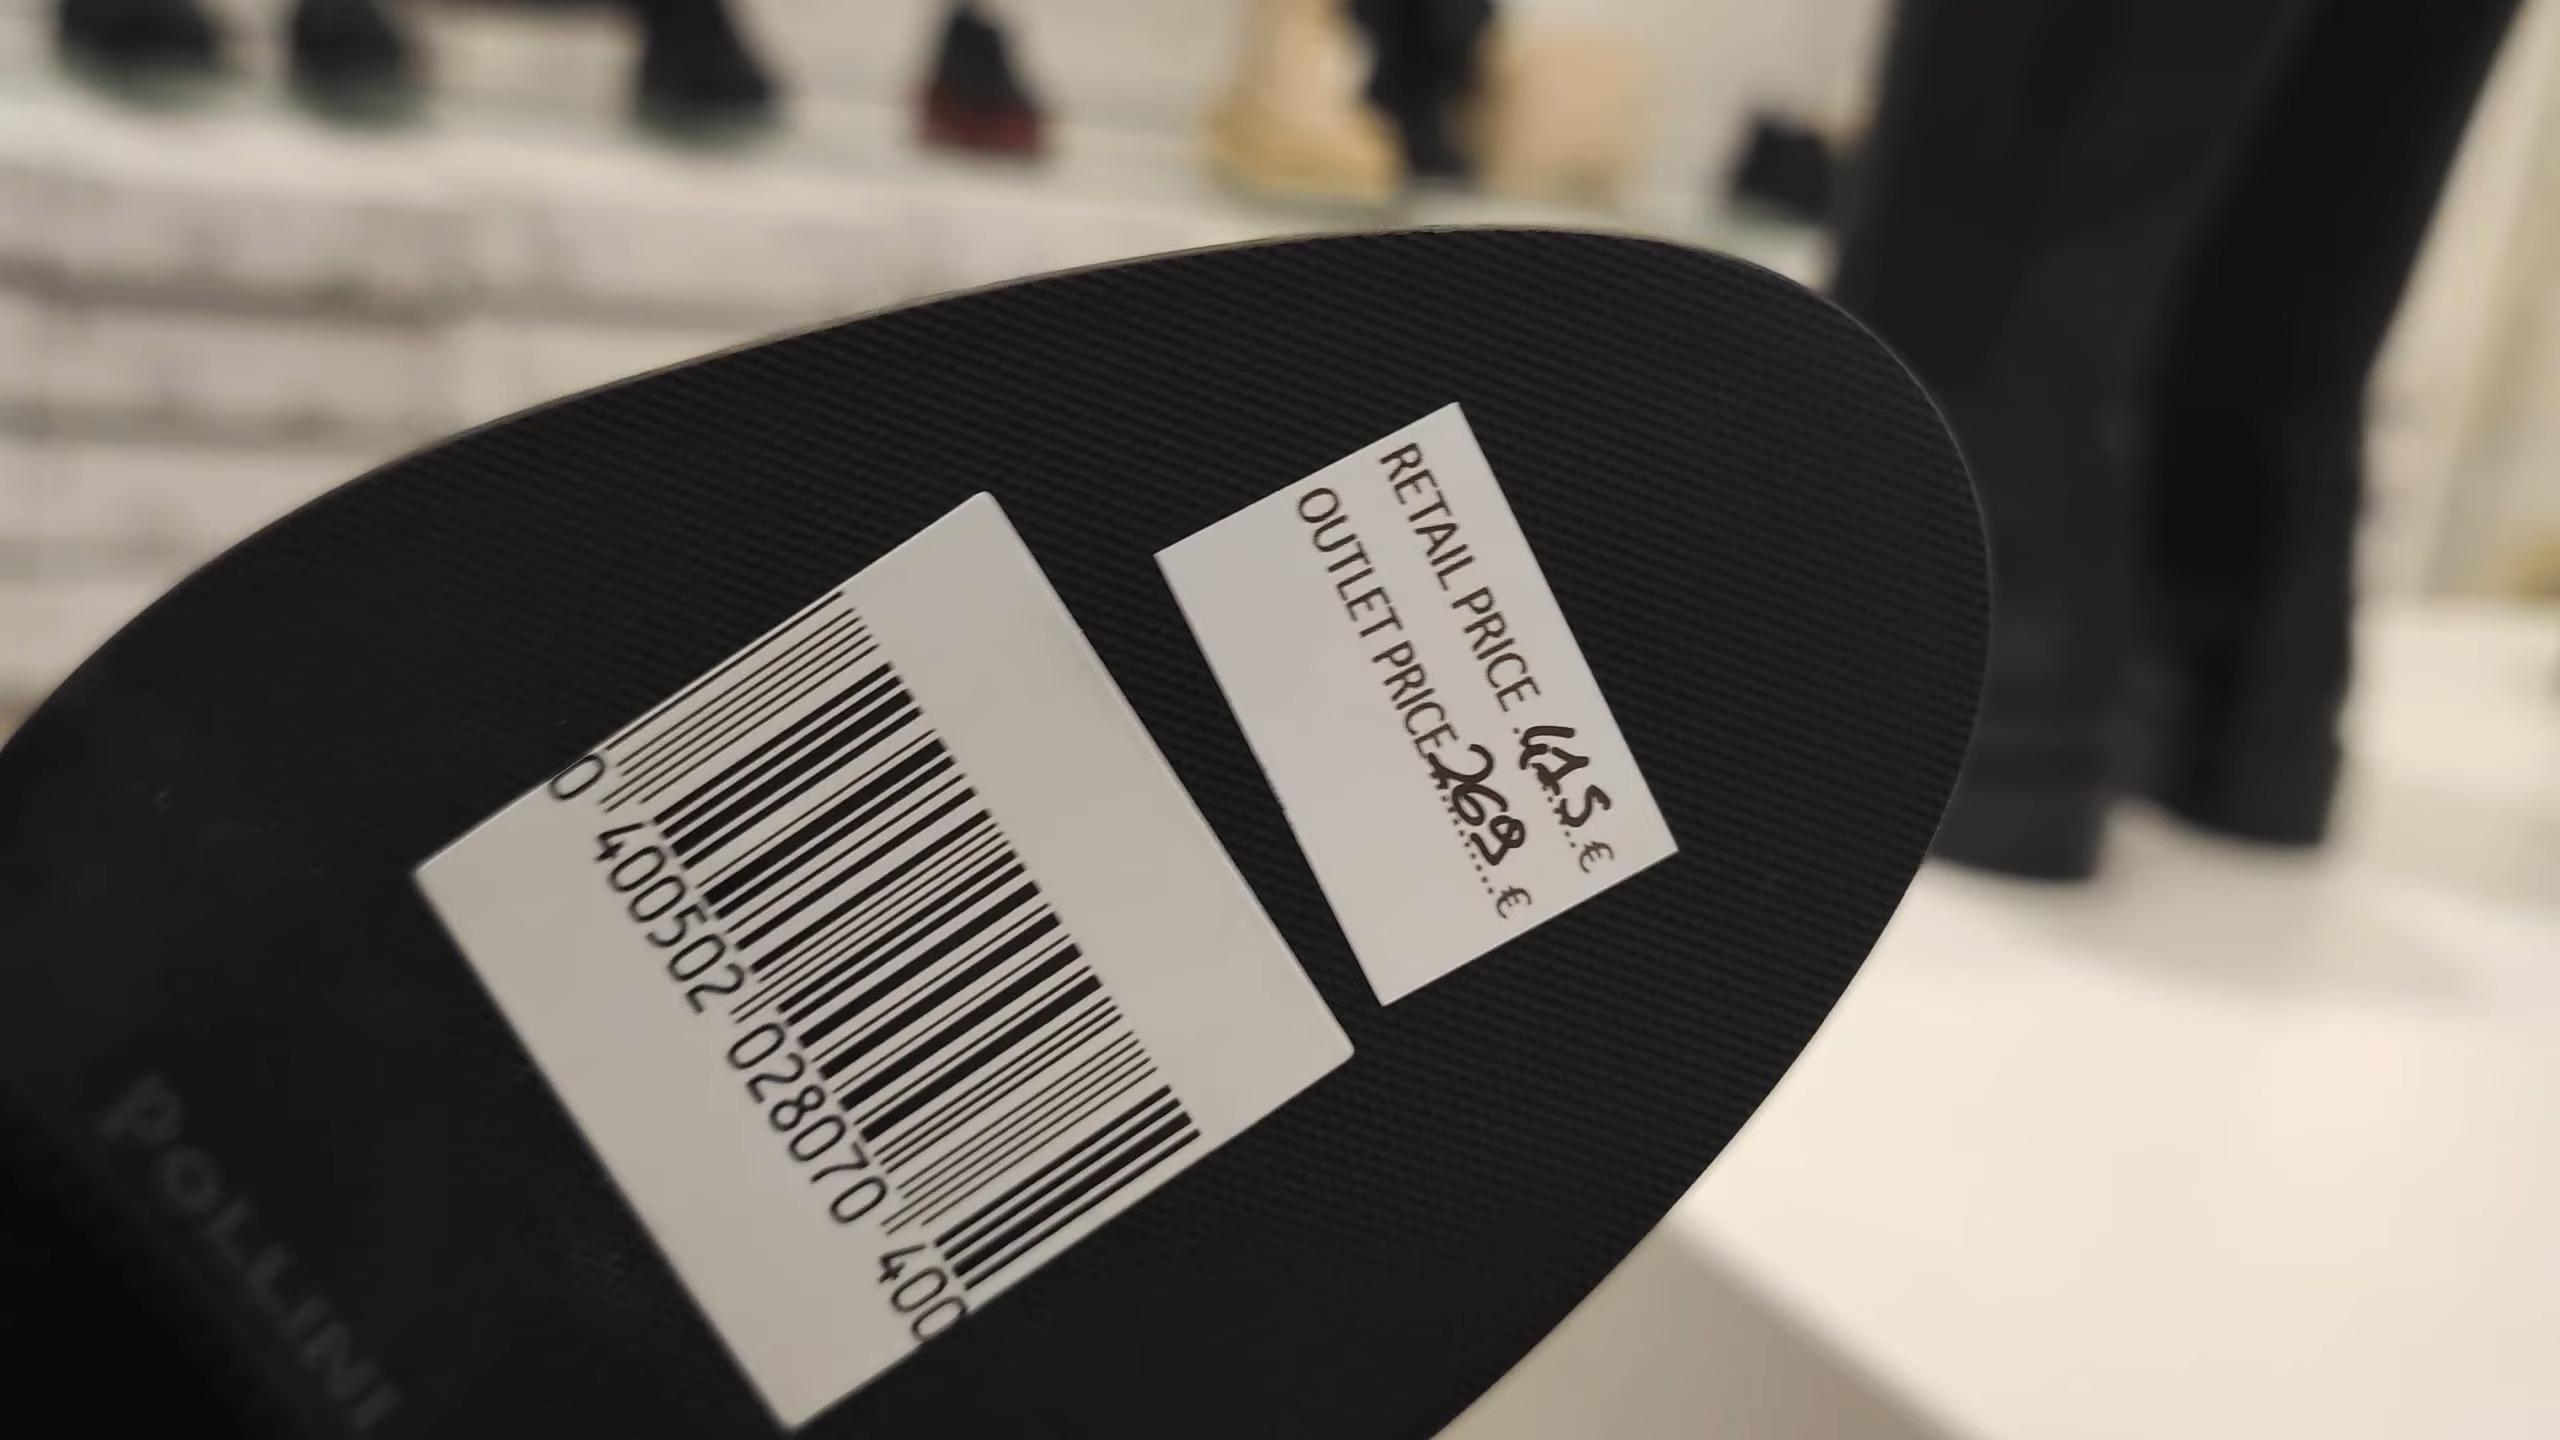 RETAIL PRICE 415 €
OUTLET PRICE 269 €
0 400502 028070 400
POLLINI